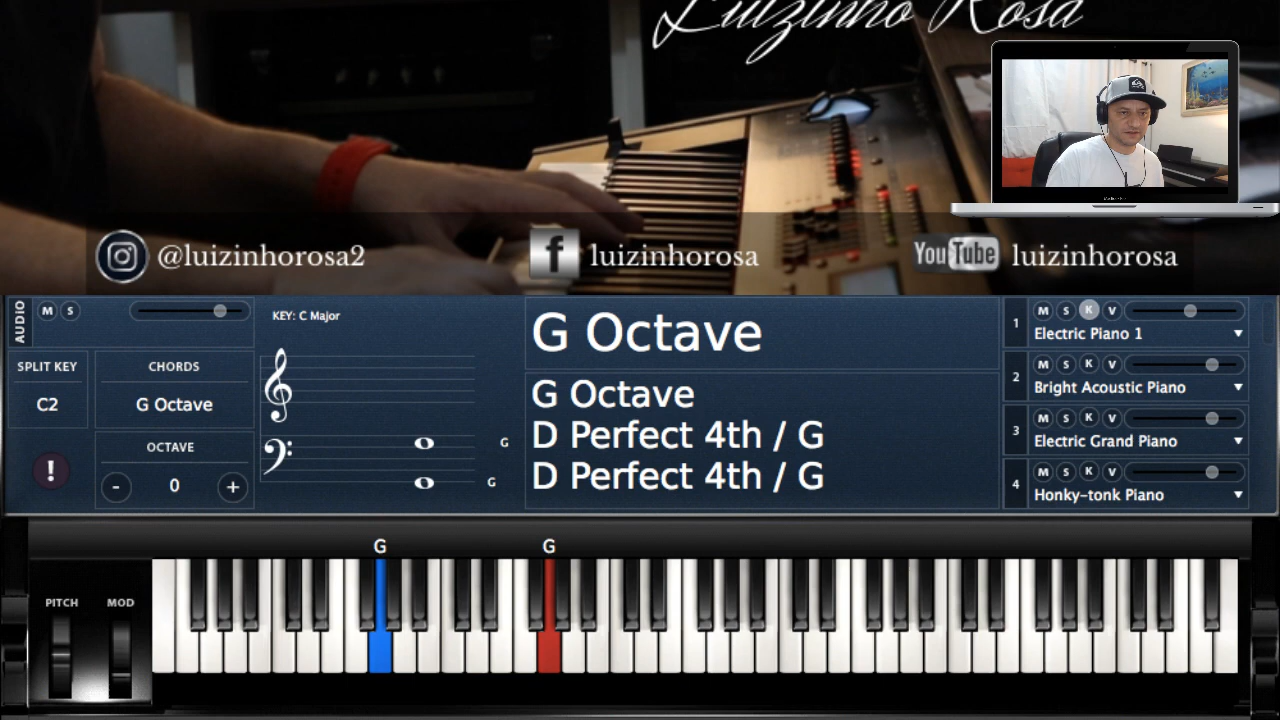 Luizinho Rosa
@luizinhorosa2
f luizinhorosa
YouTube luizinhorosa
AUDIO
M S
KEY: C Major
SPLIT KEY
C2
CHORDS
G Octave
OCTAVE
- 0 +
!
G
G
G Octave
G Octave
D Perfect 4th / G
D Perfect 4th / G
1 M S K V
Electric Piano 1
2 M S K V
Bright Acoustic Piano
3 M S K V
Electric Grand Piano
4 M S K V
Honky-tonk Piano
G G
PITCH MOD